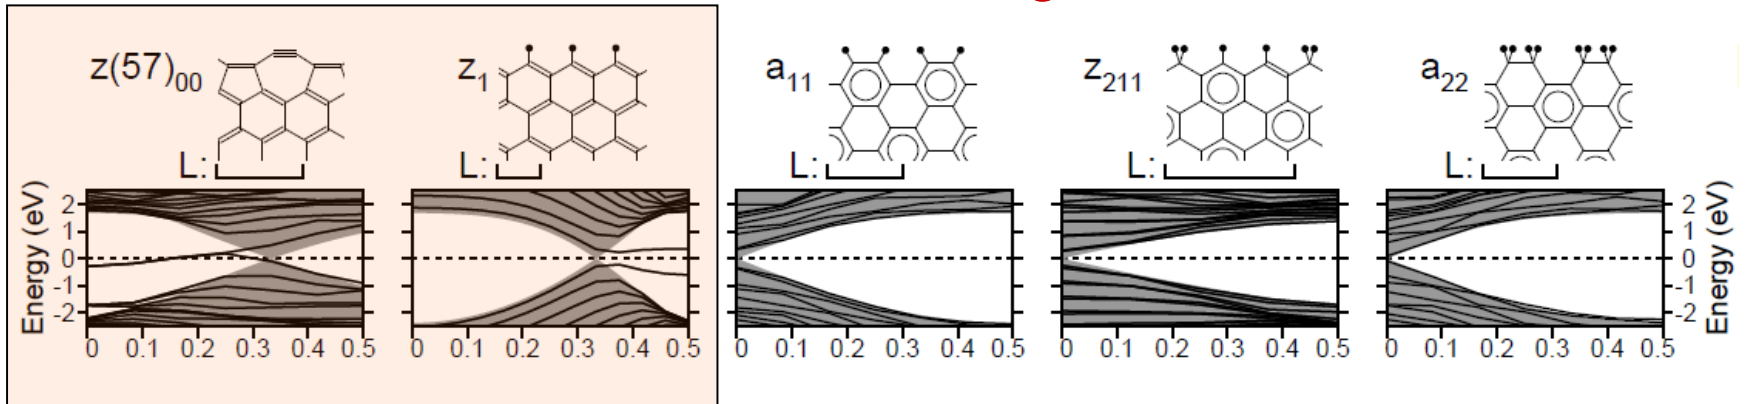 z(57)₀₀ z₁ a₁₁ z₂₁₁ a₂₂
L: L: L: L: L:
Energy (eV) 2 1 0 -1 -2
2 1 0 -1 -2 Energy (eV)
0 0.1 0.2 0.3 0.4 0.5 0 0.1 0.2 0.3 0.4 0.5 0 0.1 0.2 0.3 0.4 0.5 0 0.1 0.2 0.3 0.4 0.5 0 0.1 0.2 0.3 0.4 0.5